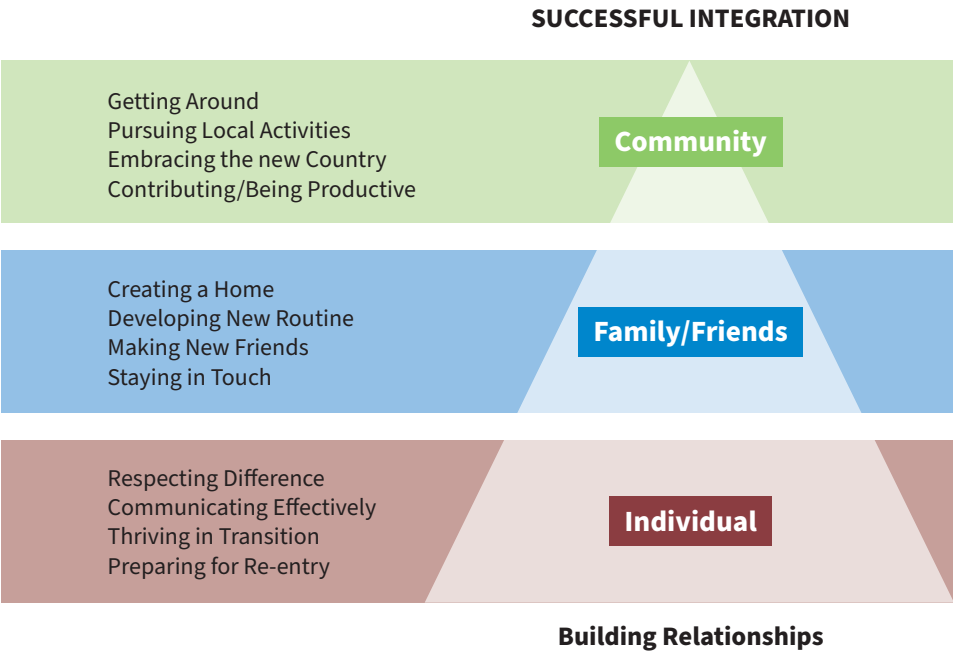 SUCCESSFUL INTEGRATION
Getting Around
Pursuing Local Activities
Embracing the new Country
Contributing/Being Productive
Community
Creating a Home
Developing New Routine
Making New Friends
Staying in Touch
Family/Friends
Respecting Difference
Communicating Effectively
Thriving in Transition
Preparing for Re-entry
Individual
Building Relationships